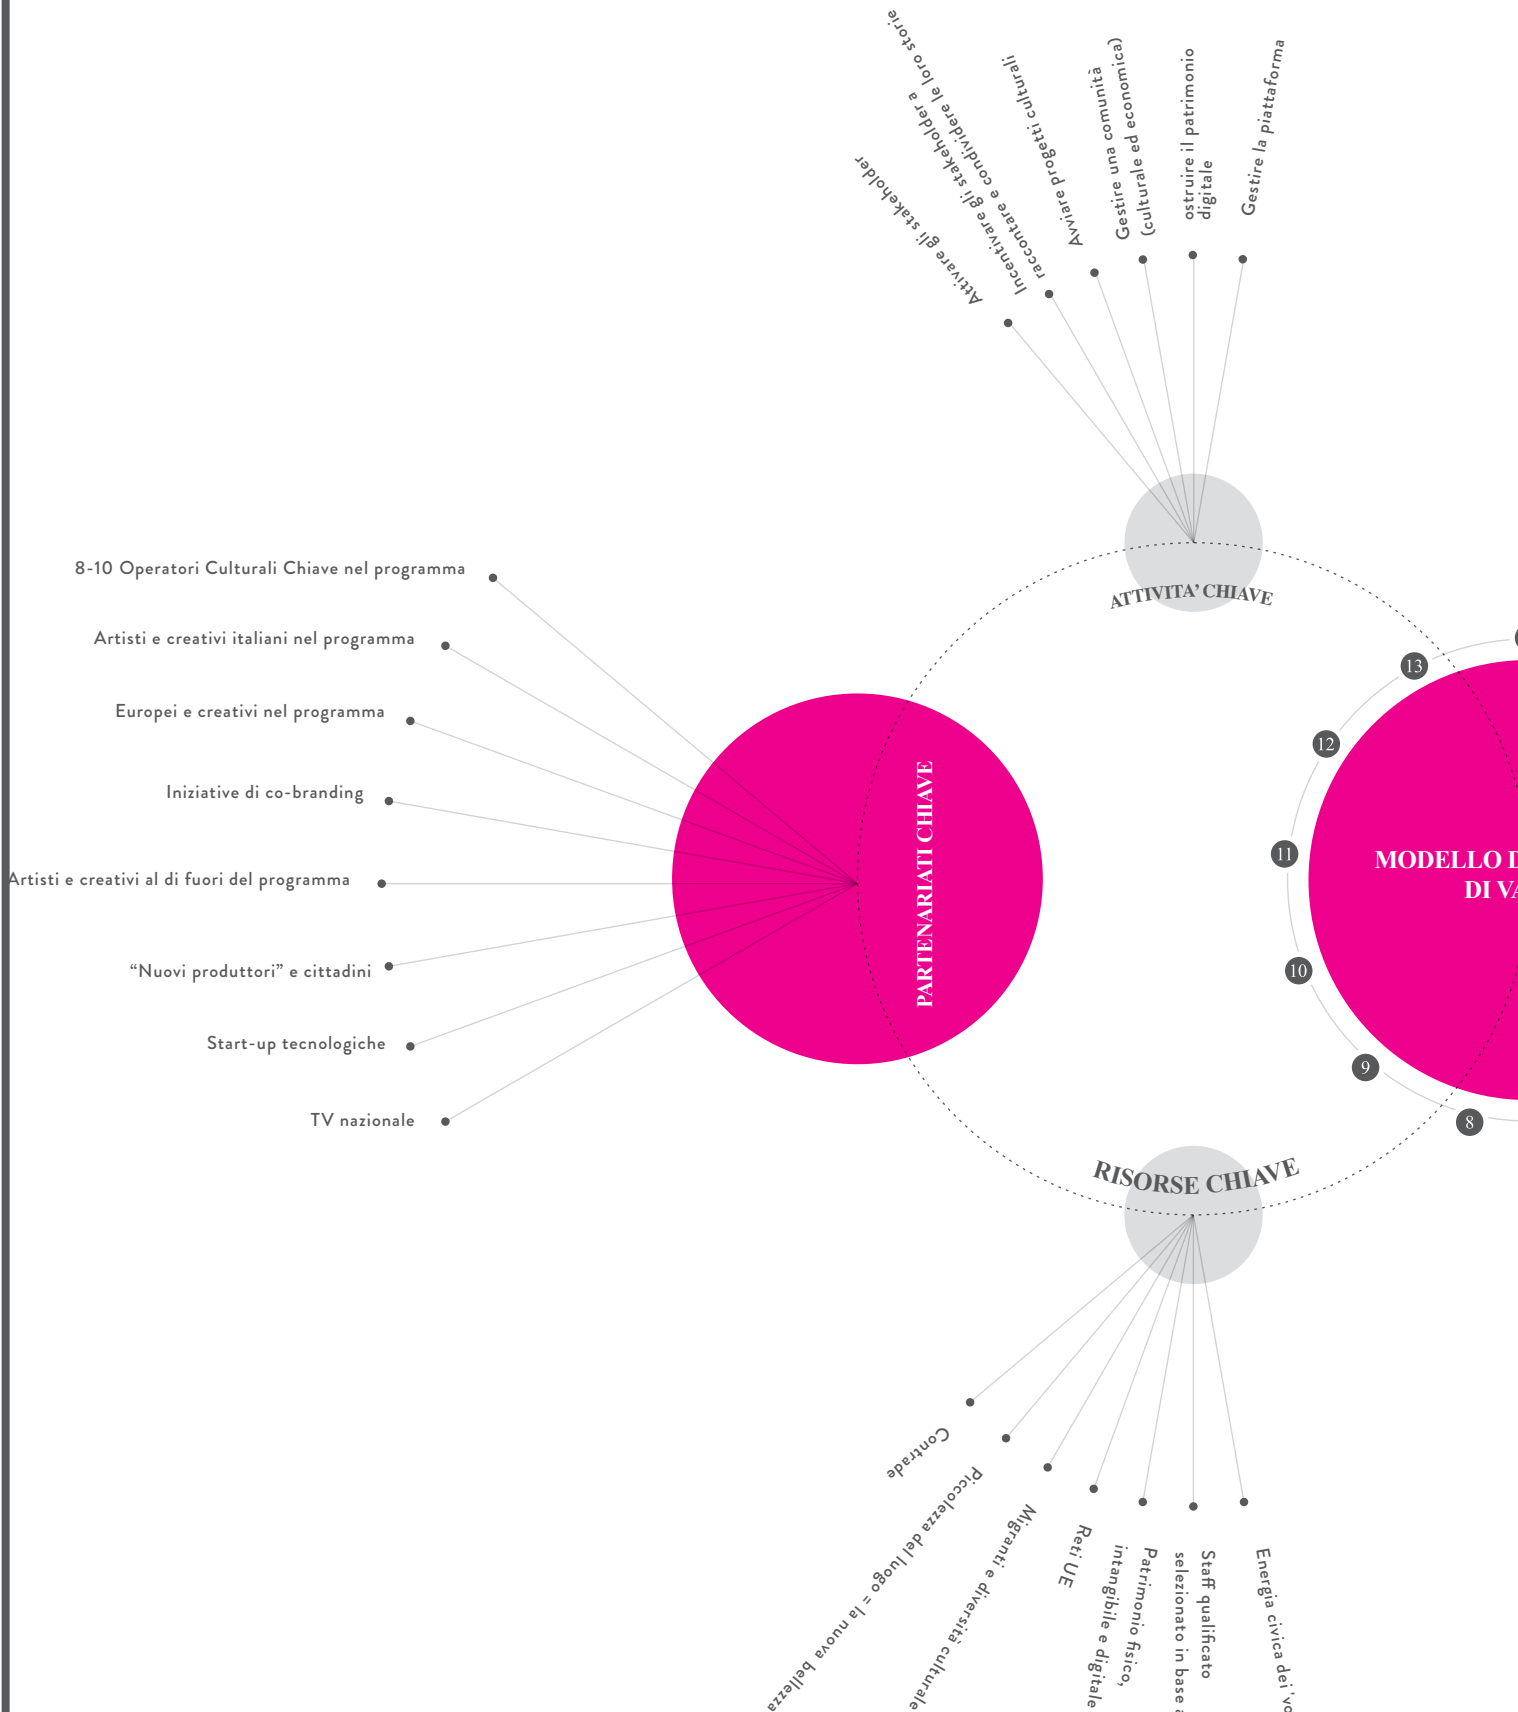 Attivare gli stakeholder
Incentivare gli stakeholder a
raccontare e condividere le loro storie
Avviare progetti culturali
Gestire una comunità
(culturale ed economica)
ostruire il patrimonio
digitale
Gestire la piattaforma
ATTIVITA’ CHIAVE
8-10 Operatori Culturali Chiave nel programma
Artisti e creativi italiani nel programma
Europei e creativi nel programma
Iniziative di co-branding
Artisti e creativi al di fuori del programma
“Nuovi produttori” e cittadini
Start-up tecnologiche
TV nazionale
PARTENARIATI CHIAVE
13
12
11
10
9
8
MODELLO D
DI VA
RISORSE CHIAVE
Contrade
Piccolezza del luogo = la nuova bellezza
Migranti e diversità culturale
Reti UE
Patrimonio fisico,
intangibile e digitale
Staff qualificato
selezionato in base a
Energia civica dei 'vo